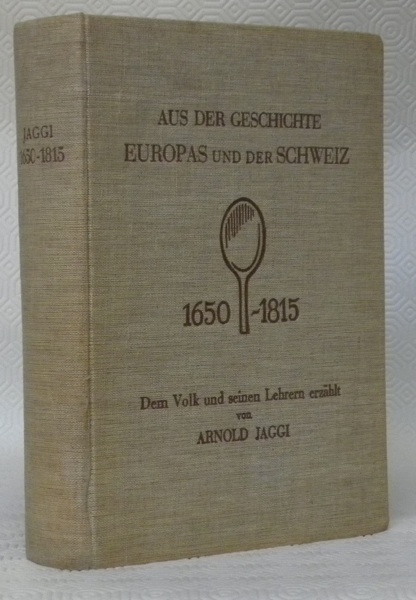 JAGGI
1650-1815
AUS DER GESCHICHTE
EUROPAS UND DER SCHWEIZ
1650-1815
Dem Volk und seinen Lehrern erzählt
von
ARNOLD JAGGI